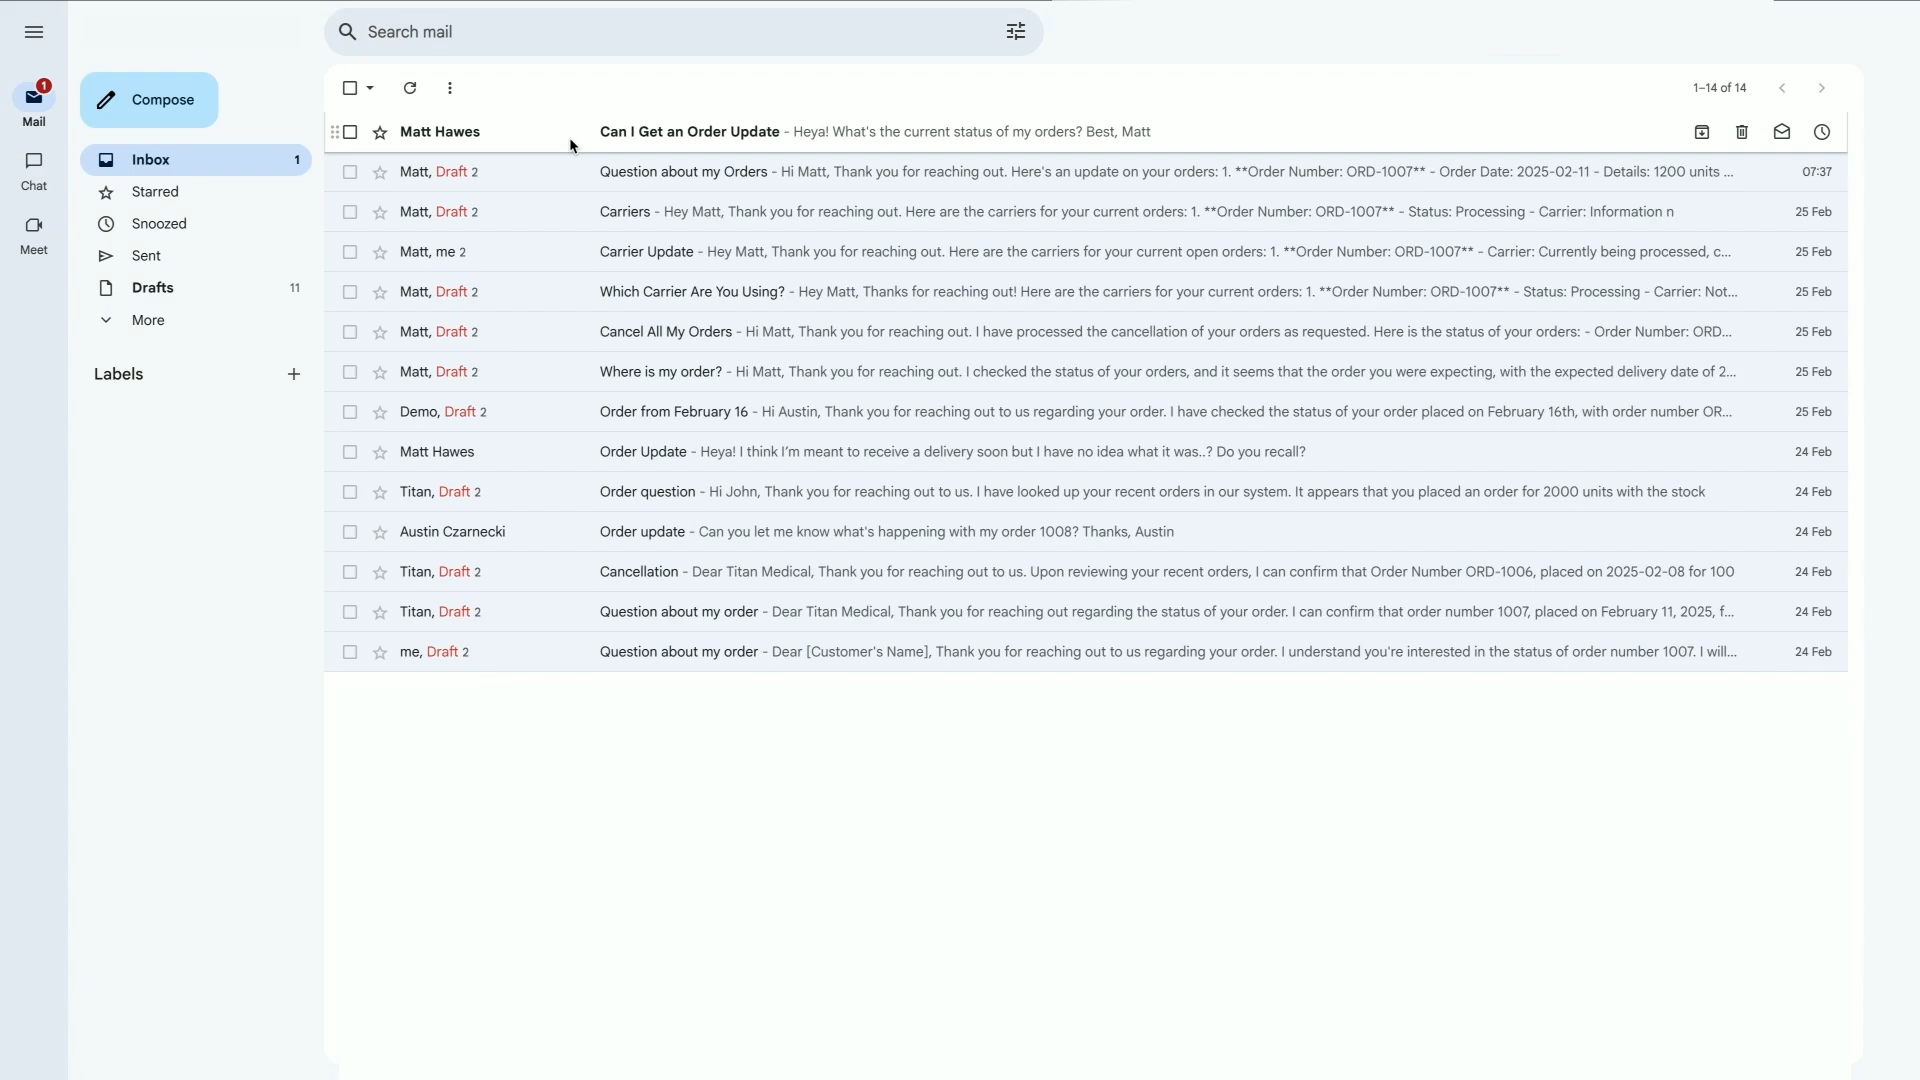 Search mail
1
Mail
Chat
Meet
Compose
Inbox 1
Starred
Snoozed
Sent
Drafts 11
More
Labels
1–14 of 14
Matt Hawes Can I Get an Order Update - Heya! What's the current status of my orders? Best, Matt
Matt, Draft 2 Question about my Orders - Hi Matt, Thank you for reaching out. Here's an update on your orders: 1. **Order Number: ORD-1007** - Order Date: 2025-02-11 - Details: 1200 units ... 07:37
Matt, Draft 2 Carriers - Hey Matt, Thank you for reaching out. Here are the carriers for your current orders: 1. **Order Number: ORD-1007** - Status: Processing - Carrier: Information n 25 Feb
Matt, me 2 Carrier Update - Hey Matt, Thank you for reaching out. Here are the carriers for your current open orders: 1. **Order Number: ORD-1007** - Carrier: Currently being processed, c... 25 Feb
Matt, Draft 2 Which Carrier Are You Using? - Hey Matt, Thanks for reaching out! Here are the carriers for your current orders: 1. **Order Number: ORD-1007** - Status: Processing - Carrier: Not... 25 Feb
Matt, Draft 2 Cancel All My Orders - Hi Matt, Thank you for reaching out. I have processed the cancellation of your orders as requested. Here is the status of your orders: - Order Number: ORD... 25 Feb
Matt, Draft 2 Where is my order? - Hi Matt, Thank you for reaching out. I checked the status of your orders, and it seems that the order you were expecting, with the expected delivery date of 2... 25 Feb
Demo, Draft 2 Order from February 16 - Hi Austin, Thank you for reaching out to us regarding your order. I have checked the status of your order placed on February 16th, with order number OR... 25 Feb
Matt Hawes Order Update - Heya! I think I'm meant to receive a delivery soon but I have no idea what it was..? Do you recall? 24 Feb
Titan, Draft 2 Order question - Hi John, Thank you for reaching out to us. I have looked up your recent orders in our system. It appears that you placed an order for 2000 units with the stock 24 Feb
Austin Czarnecki Order update - Can you let me know what's happening with my order 1008? Thanks, Austin 24 Feb
Titan, Draft 2 Cancellation - Dear Titan Medical, Thank you for reaching out to us. Upon reviewing your recent orders, I can confirm that Order Number ORD-1006, placed on 2025-02-08 for 100 24 Feb
Titan, Draft 2 Question about my order - Dear Titan Medical, Thank you for reaching out regarding the status of your order. I can confirm that order number 1007, placed on February 11, 2025, f... 24 Feb
me, Draft 2 Question about my order - Dear [Customer's Name], Thank you for reaching out to us regarding your order. I understand you're interested in the status of order number 1007. I will... 24 Feb